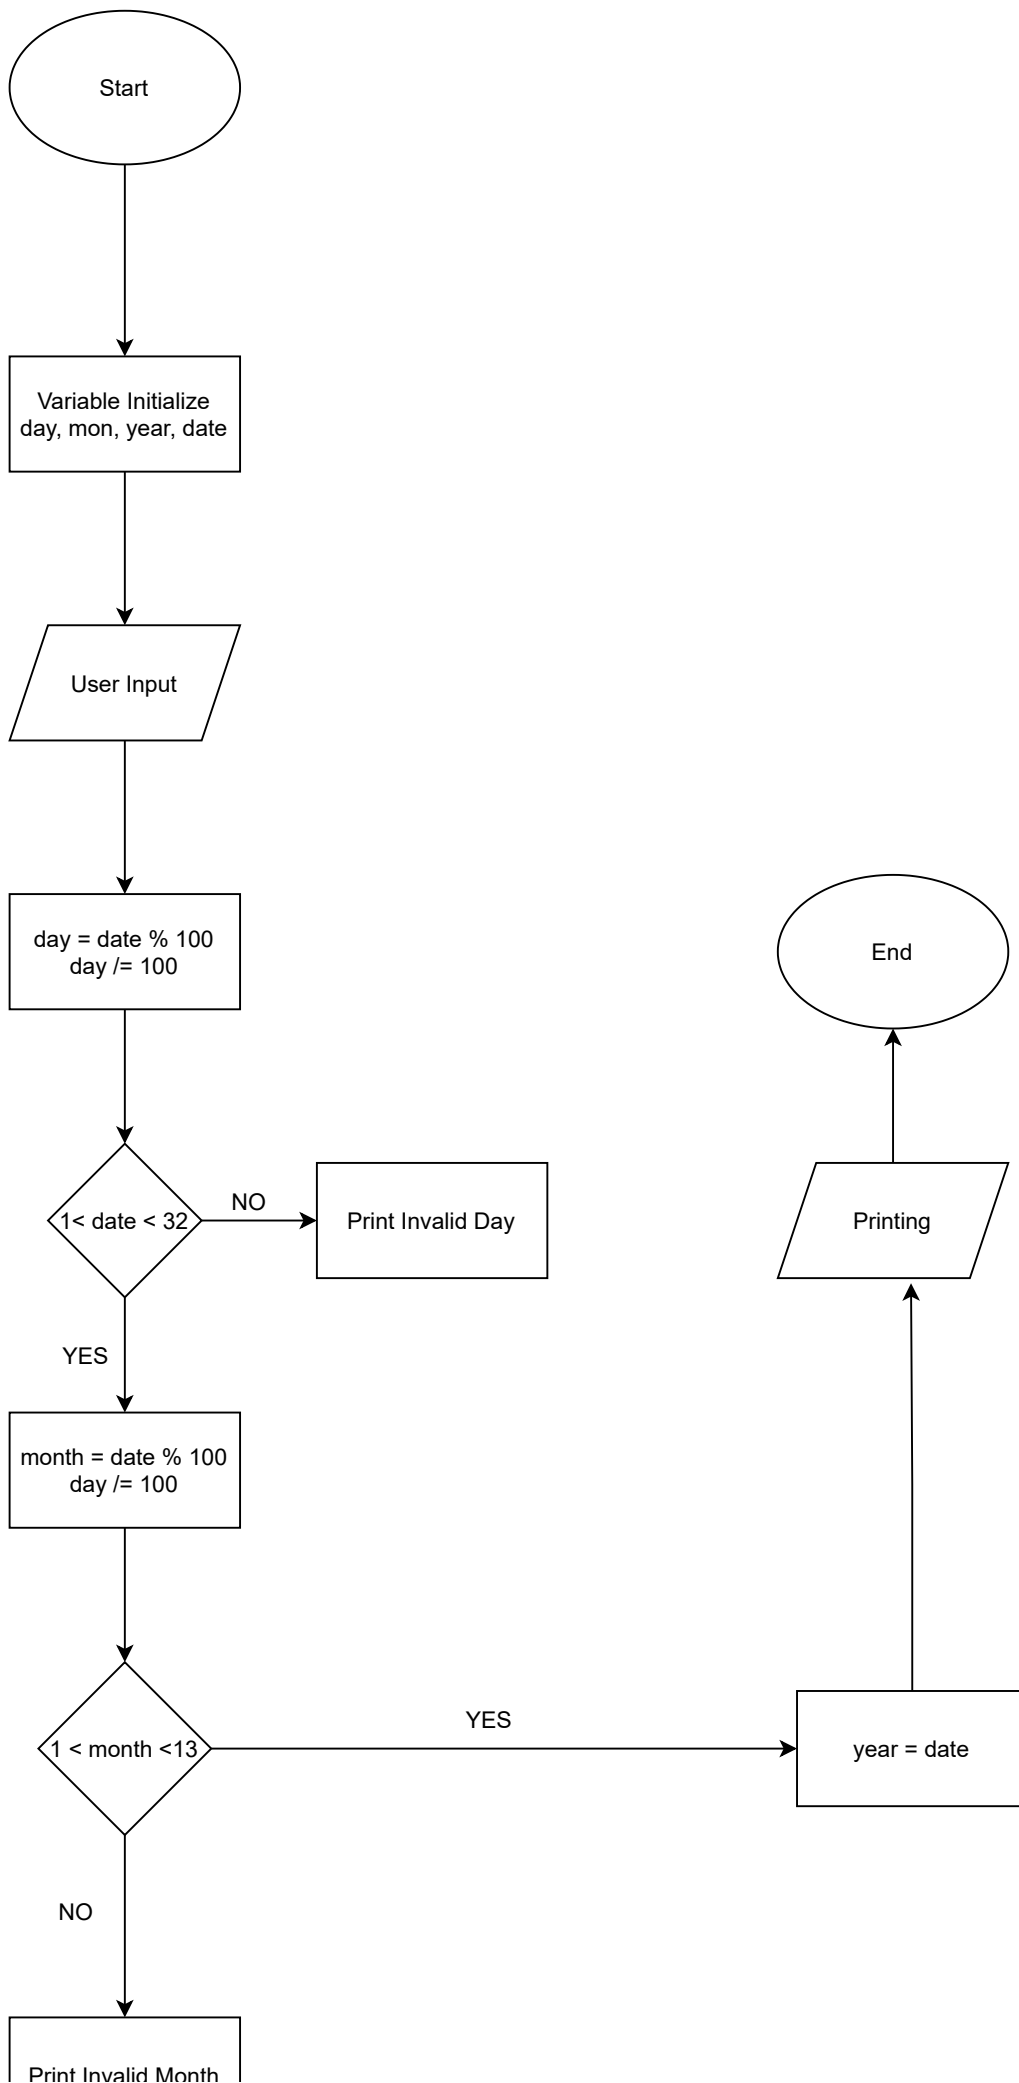 Start
Variable Initialize
day, mon, year, date
User Input
day = date % 100
day /= 100
1< date < 32
NO
Print Invalid Day
YES
month = date % 100
day /= 100
1 < month <13
YES
year = date
Printing
End
NO
Print Invalid Month